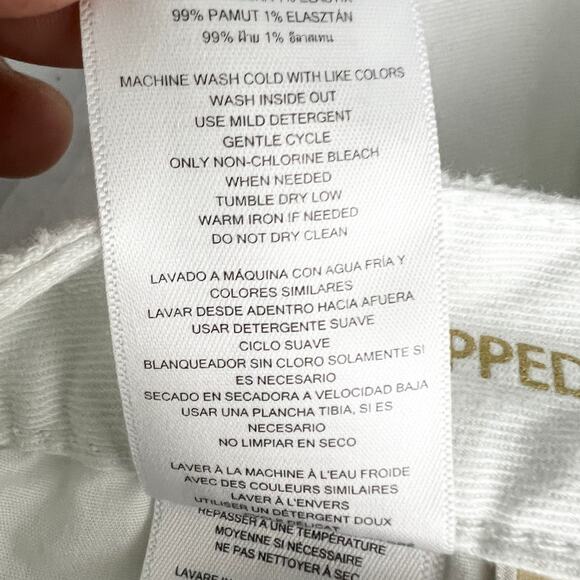 99% PAMUT 1% ELASZTÁN
99% ฝ้าย 1% อีลาสเทน
MACHINE WASH COLD WITH LIKE COLORS
WASH INSIDE OUT
USE MILD DETERGENT
GENTLE CYCLE
ONLY NON-CHLORINE BLEACH
WHEN NEEDED
TUMBLE DRY LOW
WARM IRON IF NEEDED
DO NOT DRY CLEAN
LAVADO A MÁQUINA CON AGUA FRÍA Y
COLORES SIMILARES
LAVAR DESDE ADENTRO HACIA AFUERA
USAR DETERGENTE SUAVE
CICLO SUAVE
BLANQUEADOR SIN CLORO SOLAMENTE SI
ES NECESARIO
SECADO EN SECADORA A VELOCIDAD BAJA
USAR UNA PLANCHA TIBIA, SI ES
NECESARIO
NO LIMPIAR EN SECO
LAVER À LA MACHINE À L'EAU FROIDE
AVEC DES COULEURS SIMILAIRES
LAVER À L'ENVERS
UTILISER UN DÉTERGENT DOUX
REPASSER À UNE TEMPÉRATURE
MOYENNE SI NÉCESSAIRE
NE PAS NETTOYER À SEC
PPED